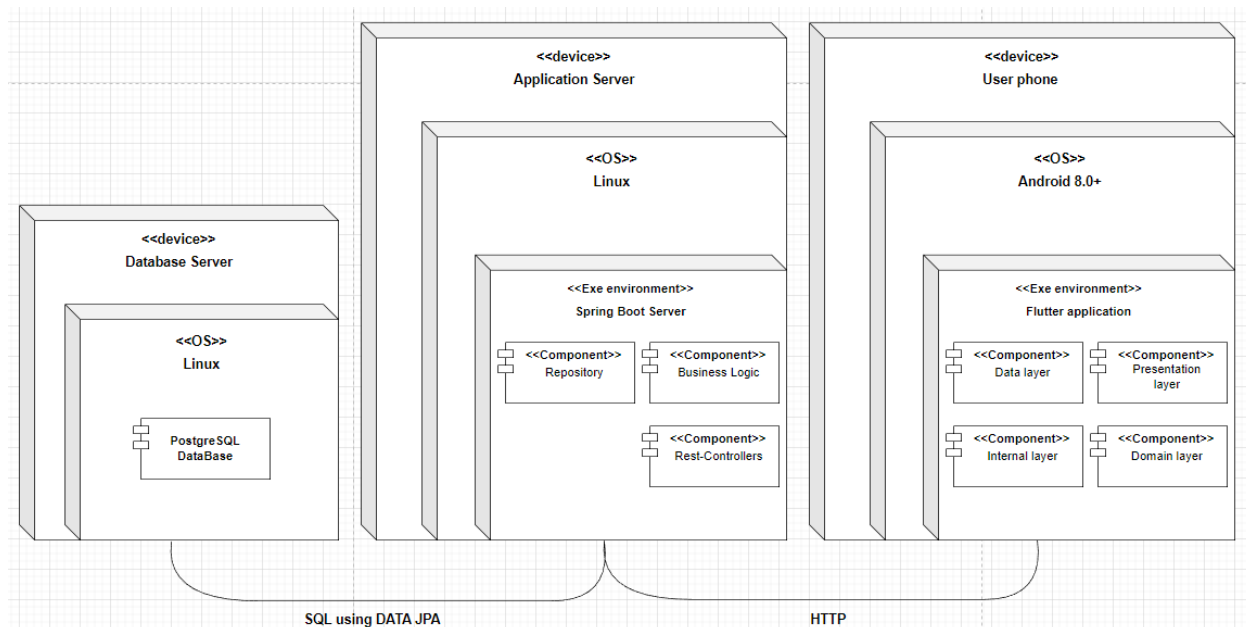 <<device>>
Database Server
<<OS>>
Linux
PostgreSQL
DataBase
<<device>>
Application Server
<<OS>>
Linux
<<Exe environment>>
Spring Boot Server
<<Component>>
Repository
<<Component>>
Business Logic
<<Component>>
Rest-Controllers
<<device>>
User phone
<<OS>>
Android 8.0+
<<Exe environment>>
Flutter application
<<Component>>
Data layer
<<Component>>
Presentation
layer
<<Component>>
Internal layer
<<Component>>
Domain layer
SQL using DATA JPA
HTTP